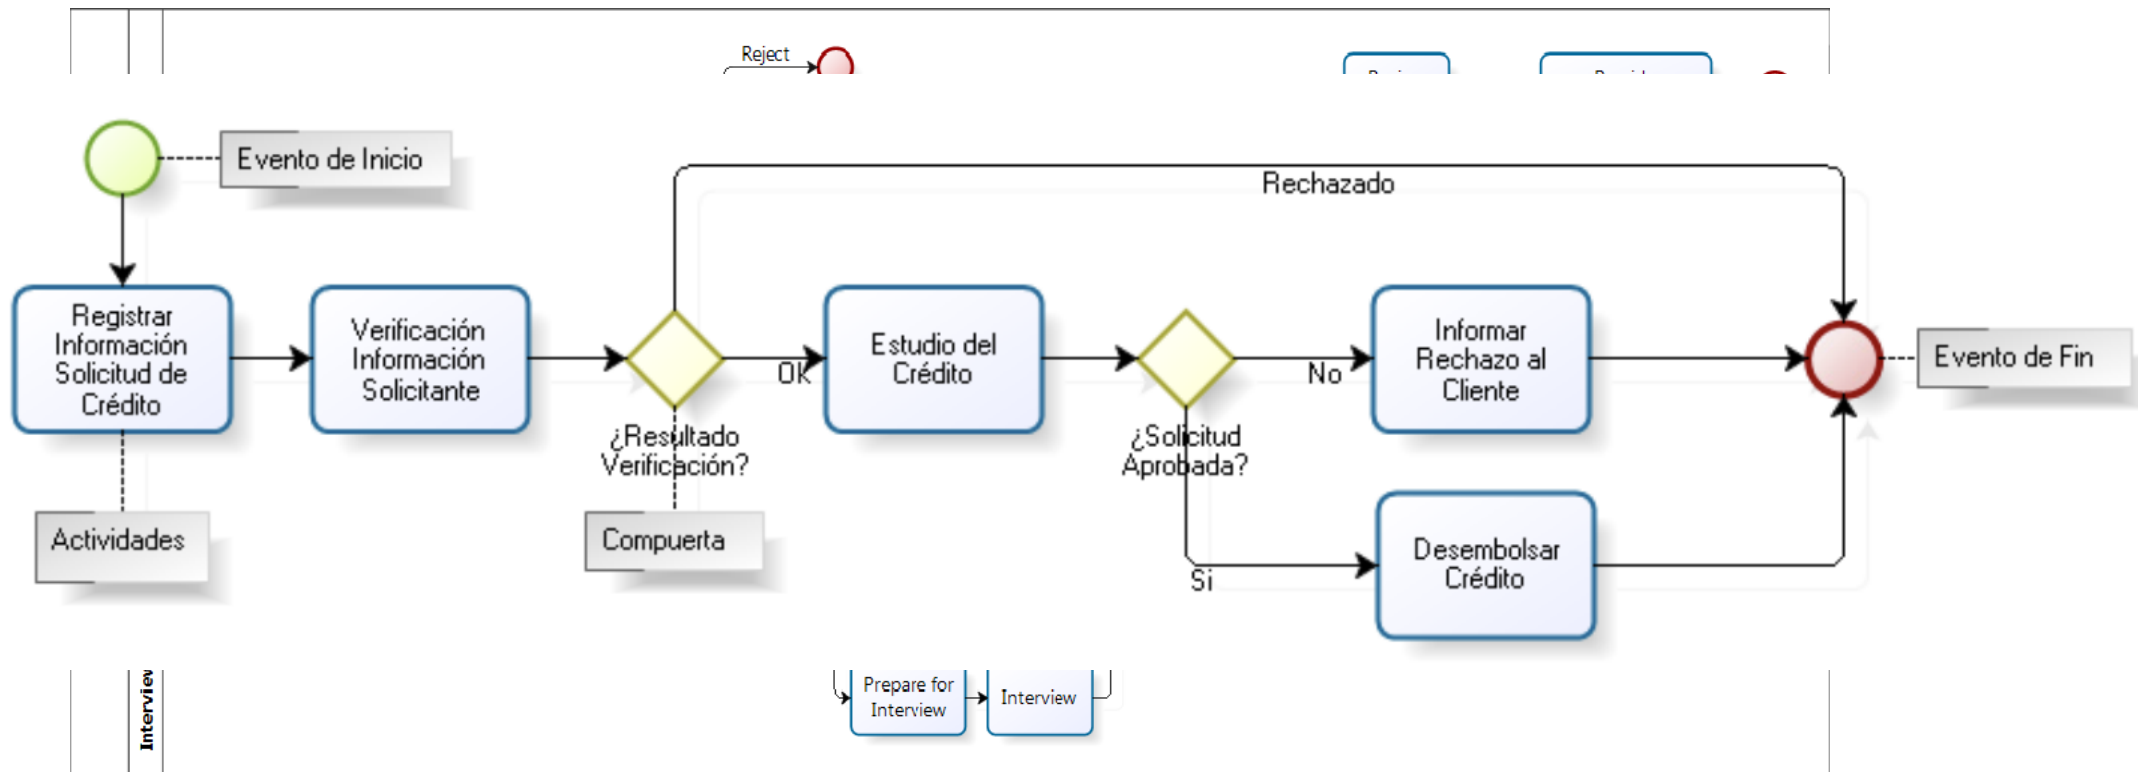 Reject
Evento de Inicio
Rechazado
Registrar
Información
Solicitud de
Crédito
Verificación
Información
Solicitante
OK
Estudio del
Crédito
No
Informar
Rechazo al
Cliente
Evento de Fin
¿Resultado
Verificación?
¿Solicitud
Aprobada?
Actividades
Compuerta
Si
Desembolsar
Crédito
Interview
Prepare for
Interview
Interview